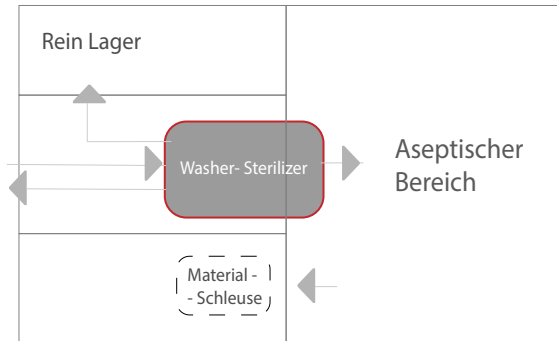 Rein Lager
Washer- Sterilizer
Aseptischer
Bereich
Material -
- Schleuse